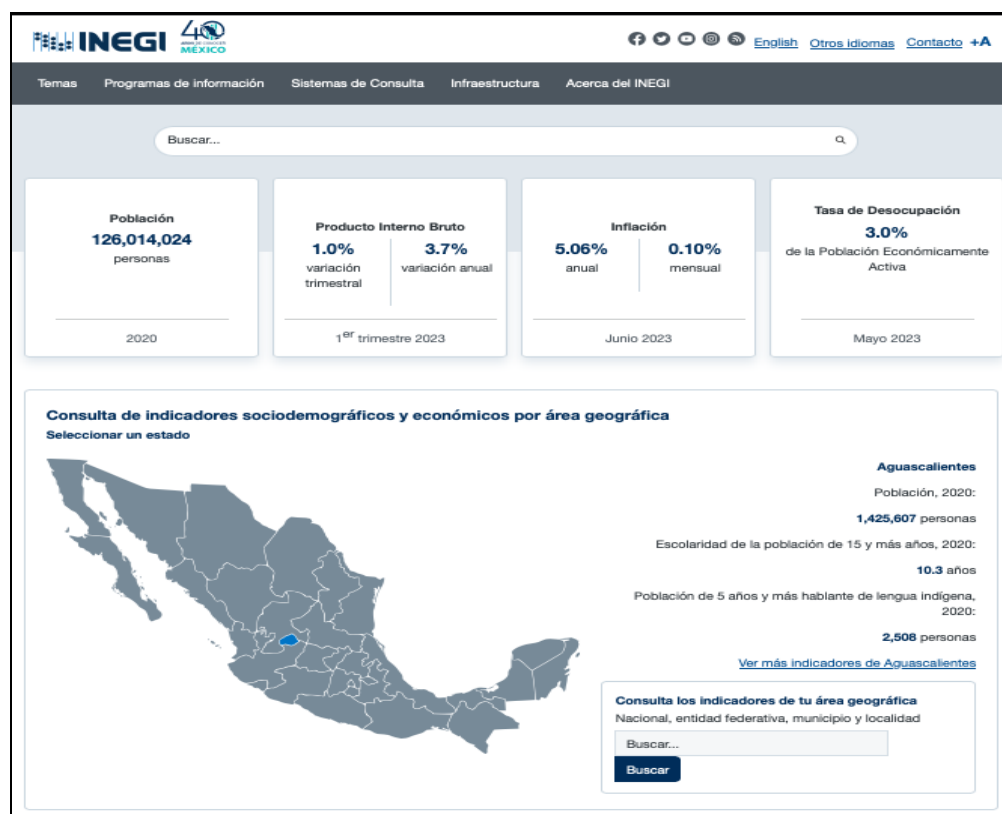 INEGI
40
AÑOS DE CONOCER
MÉXICO
English Otros idiomas Contacto +A
Temas Programas de información Sistemas de Consulta Infraestructura Acerca del INEGI
Buscar...
Población
126,014,024
personas
2020
Producto Interno Bruto
1.0% 3.7%
variación trimestral variación anual
1er trimestre 2023
Inflación
5.06% 0.10%
anual mensual
Junio 2023
Tasa de Desocupación
3.0%
de la Población Económicamente
Activa
Mayo 2023
Consulta de indicadores sociodemográficos y económicos por área geográfica
Seleccionar un estado
Aguascalientes
Población, 2020:
1,425,607 personas
Escolaridad de la población de 15 y más años, 2020:
10.3 años
Población de 5 años y más hablante de lengua indígena,
2020:
2,508 personas
Ver más indicadores de Aguascalientes
Consulta los indicadores de tu área geográfica
Nacional, entidad federativa, municipio y localidad
Buscar...
Buscar